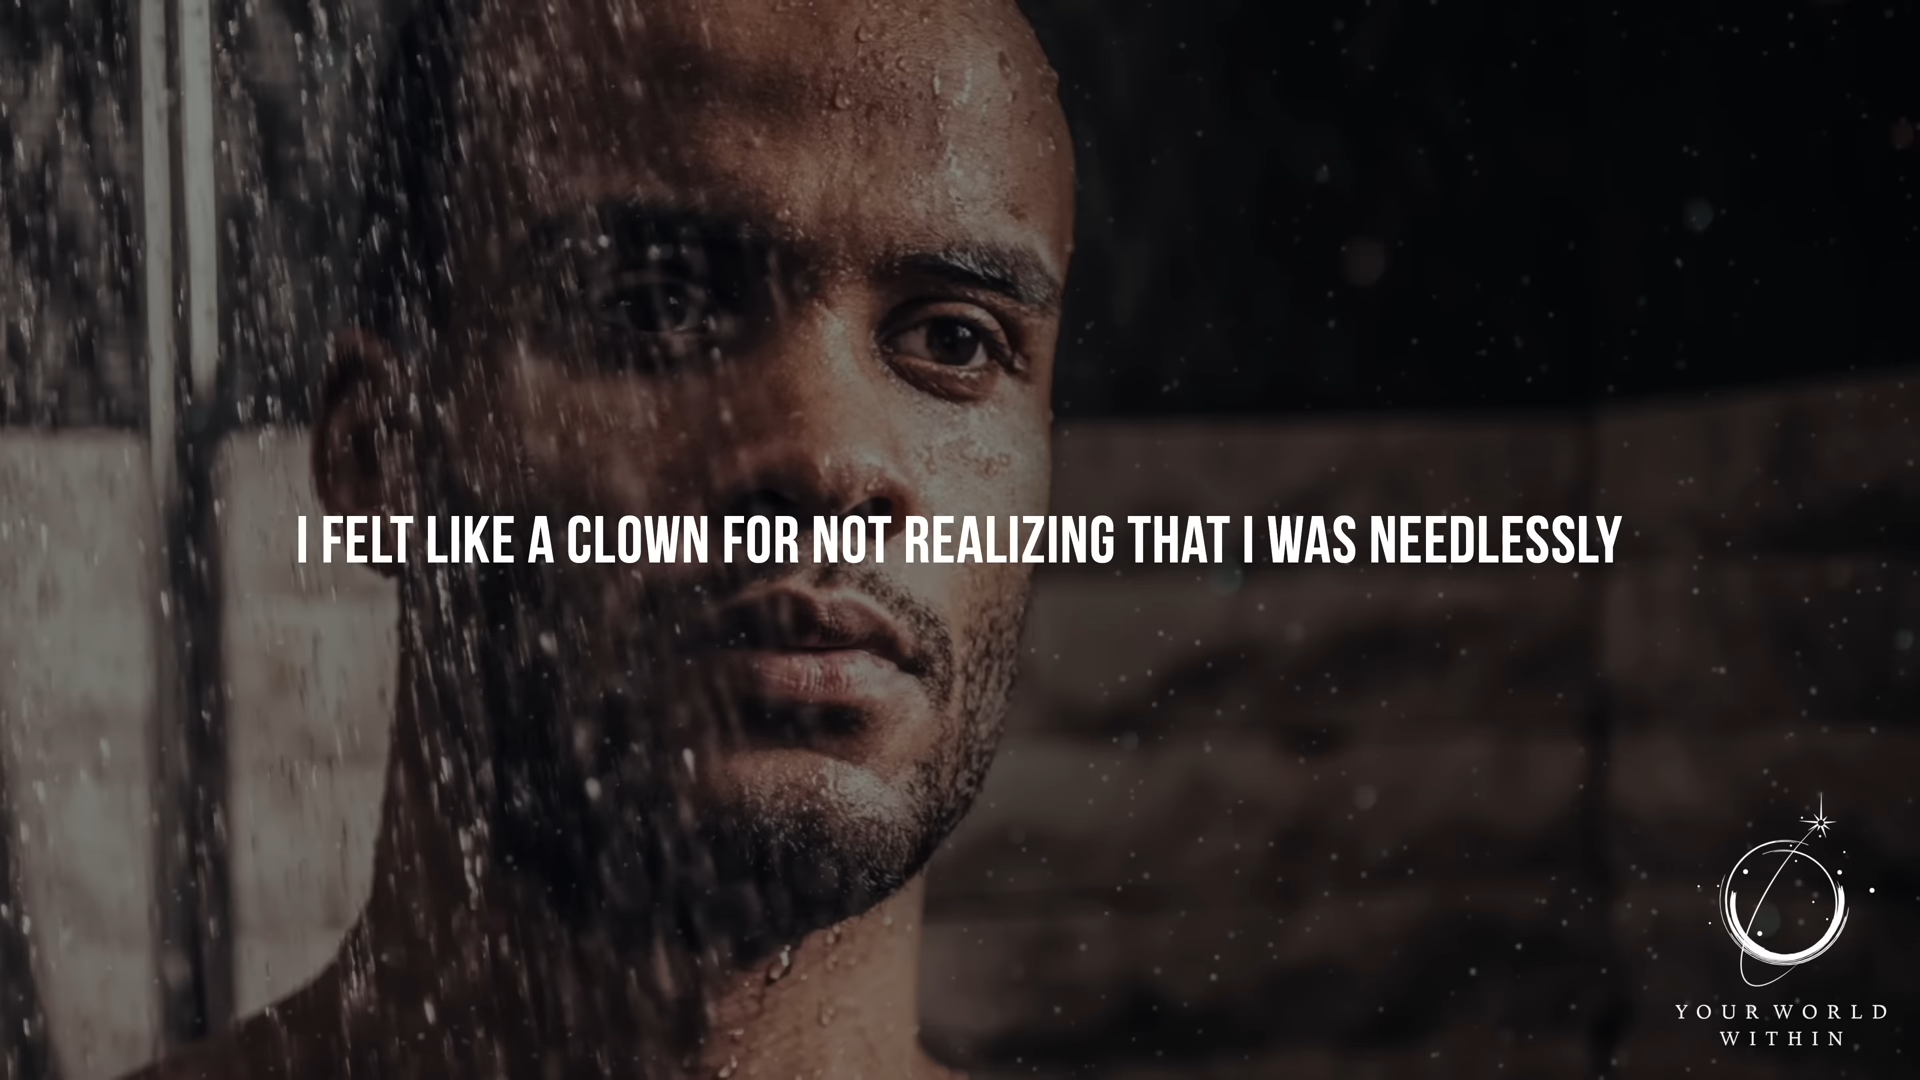 I FELT LIKE A CLOWN FOR NOT REALIZING THAT I WAS NEEDLESSLY
YOUR WORLD
WITHIN